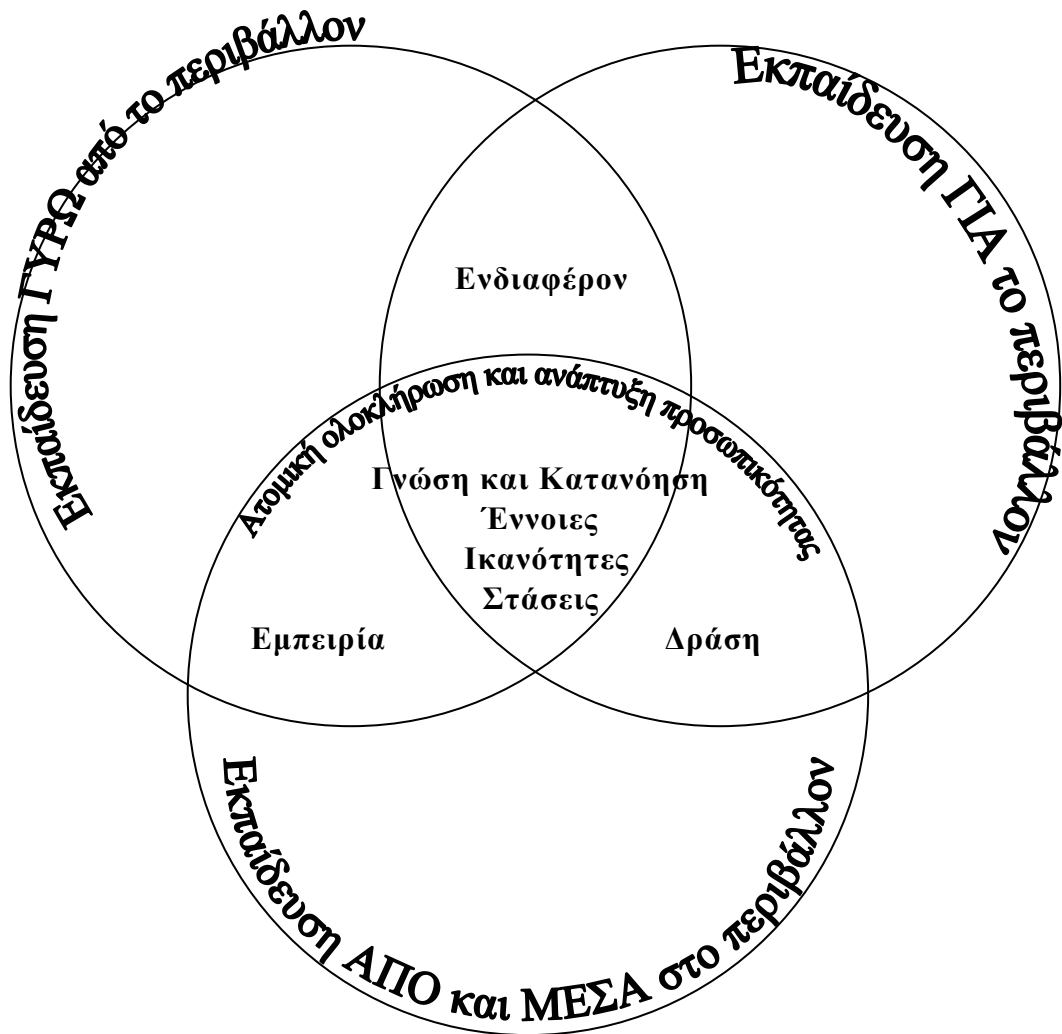 Εκπαίδευση ΓΥΡΩ από το περιβάλλον
Εκπαίδευση ΓΙΑ το περιβάλλον
Ενδιαφέρον
Ατομική ολοκλήρωση και ανάπτυξη προσωπικότητας
Γνώση και Κατανόηση
Έννοιες
Ικανότητες
Στάσεις
Εμπειρία
Δράση
Εκπαίδευση ΑΠΟ και ΜΕΣΑ στο περιβάλλον